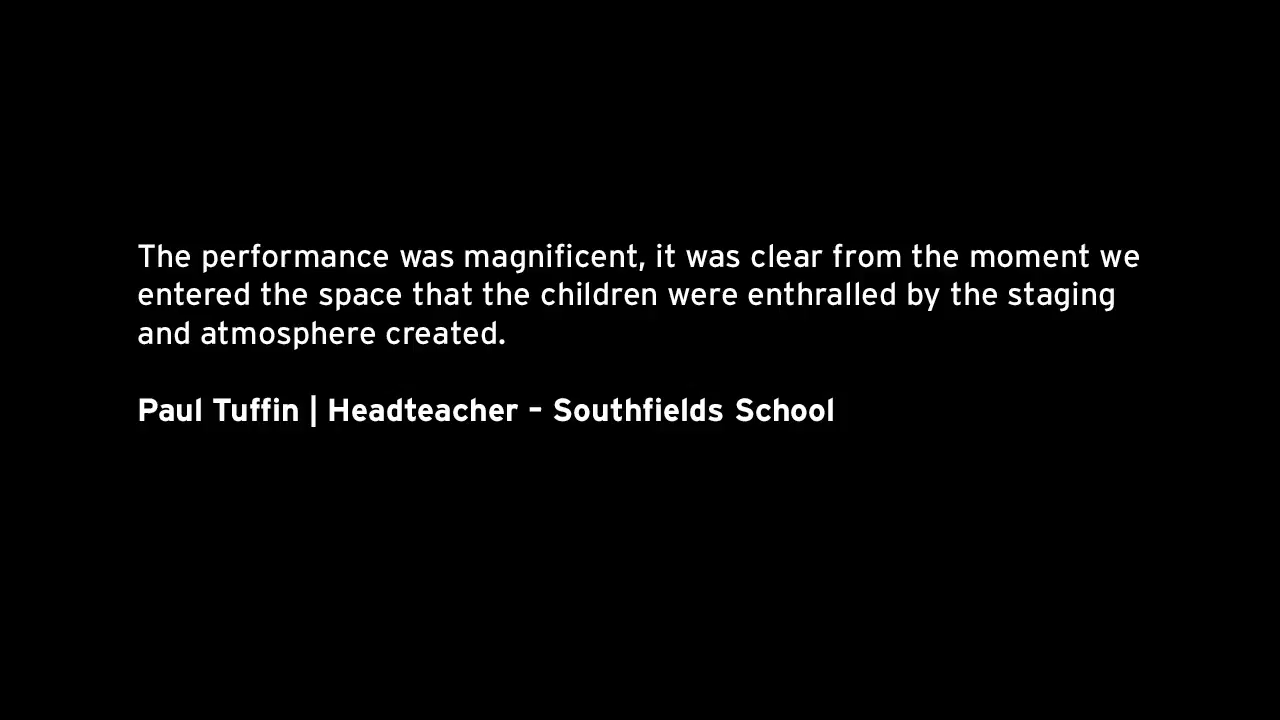 The performance was magnificent, it was clear from the moment we
entered the space that the children were enthralled by the staging
and atmosphere created.
Paul Tuffin | Headteacher – Southfields School